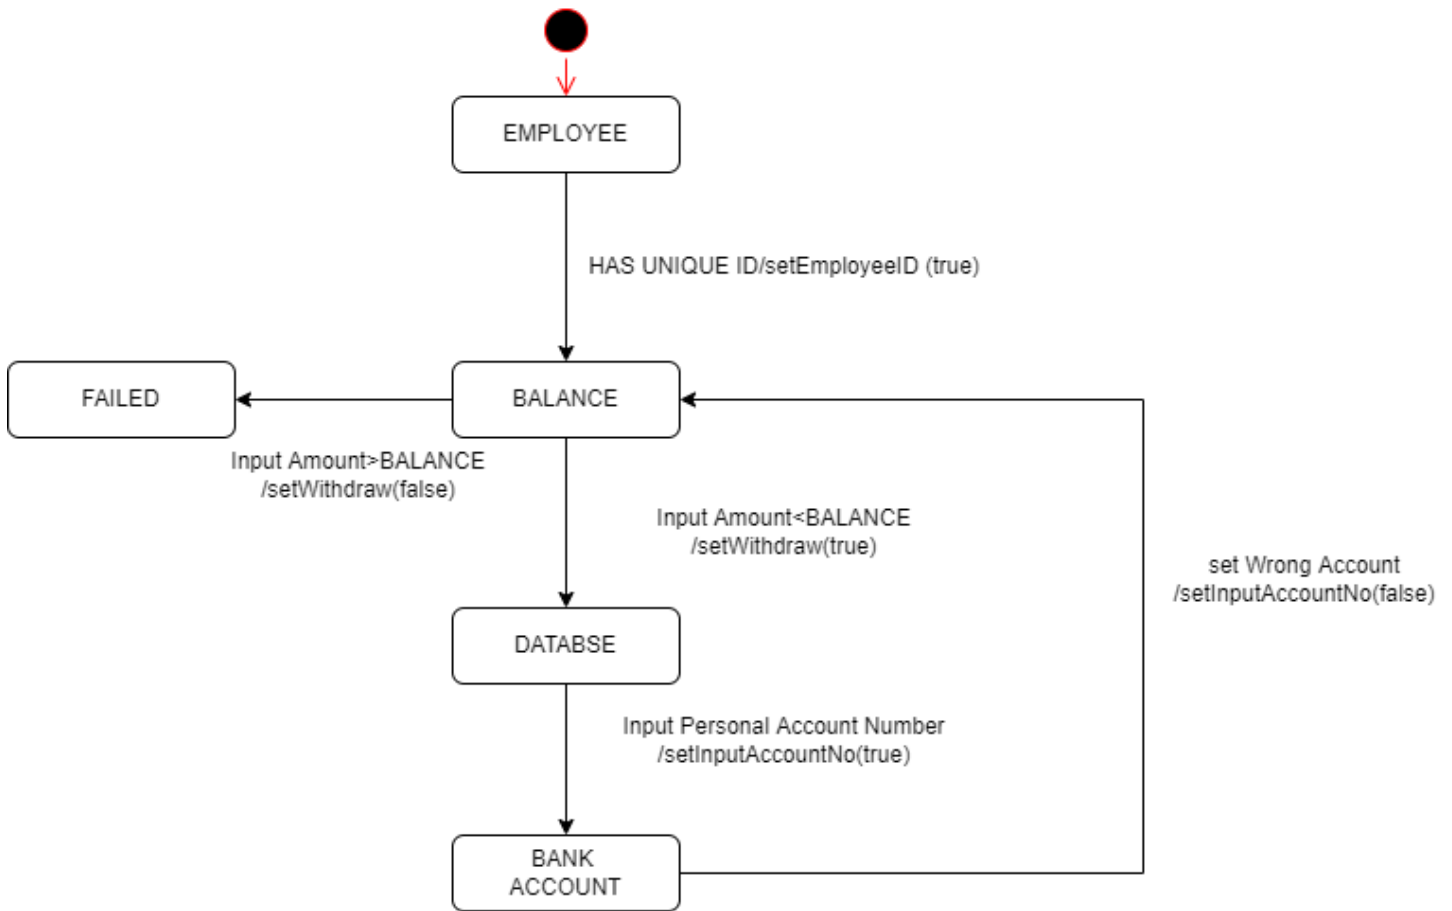 EMPLOYEE
HAS UNIQUE ID/setEmployeeID (true)
FAILED
BALANCE
Input Amount>BALANCE
/setWithdraw(false)
Input Amount<BALANCE
/setWithdraw(true)
set Wrong Account
/setInputAccountNo(false)
DATABSE
Input Personal Account Number
/setInputAccountNo(true)
BANK
ACCOUNT